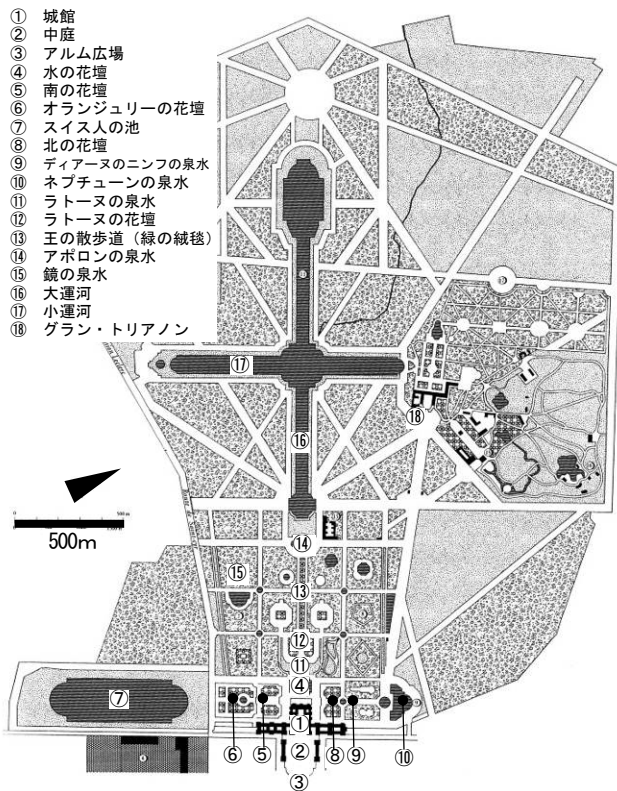 ① 城館
② 中庭
③ アルム広場
④ 水の花壇
⑤ 南の花壇
⑥ オランジュリーの花壇
⑦ スイス人の池
⑧ 北の花壇
⑨ ディアーヌのニンフの泉水
⑩ ネプチューンの泉水
⑪ ラトーヌの泉水
⑫ ラトーヌの花壇
⑬ 王の散歩道（緑の絨毯）
⑭ アポロンの泉水
⑮ 鏡の泉水
⑯ 大運河
⑰ 小運河
⑱ グラン・トリアノン
⑰
⑱
⑯
500m
⑭
⑮
⑬
⑫
⑪
④
⑦
①
⑥ ⑤ ② ⑧ ⑨ ⑩
③